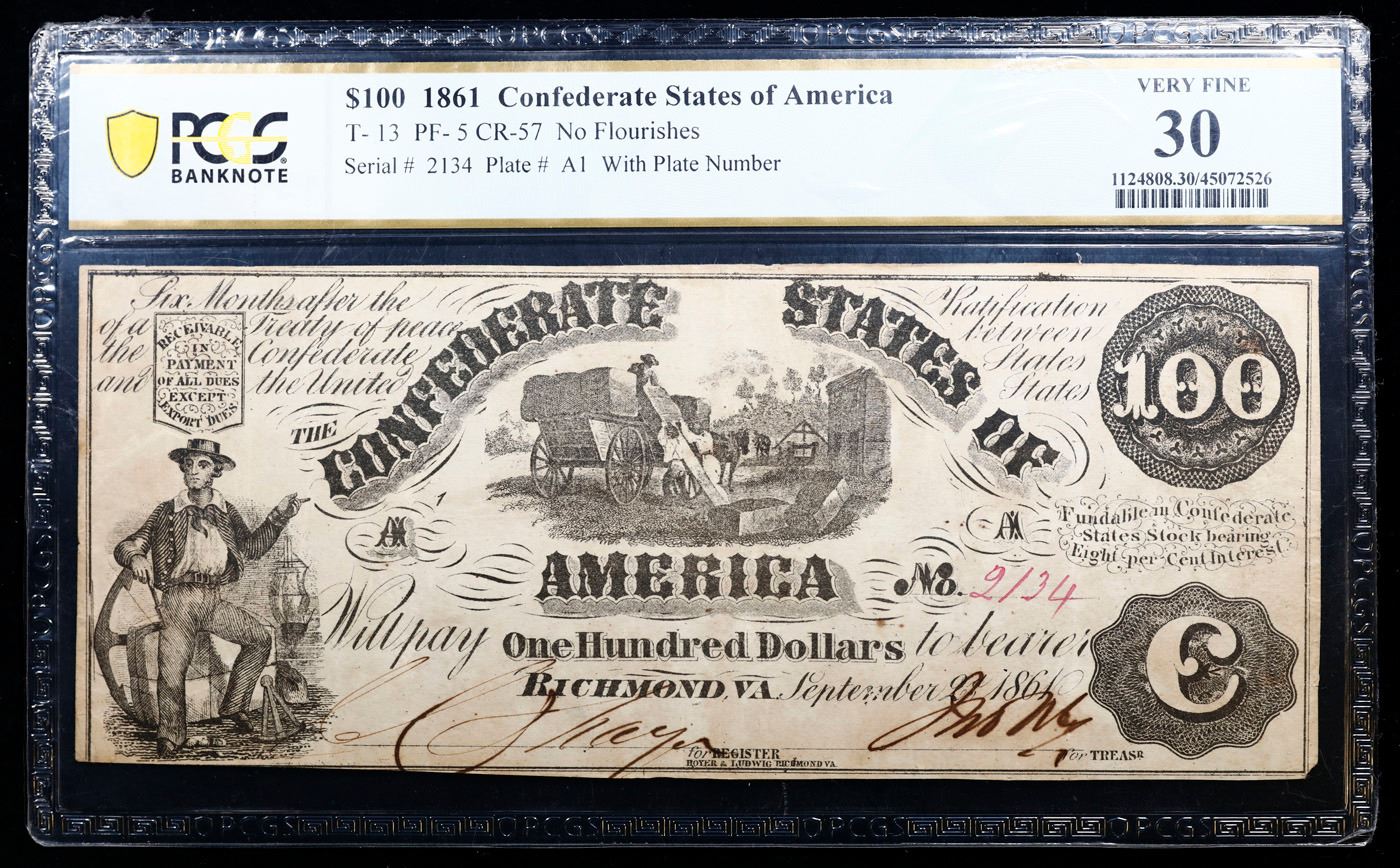 PCGS
BANKNOTE
$100 1861 Confederate States of America
T- 13 PF- 5 CR-57 No Flourishes
Serial # 2134 Plate # A1 With Plate Number
VERY FINE
30
1124808.30/45072526
Six Months after the Ratification
of a Treaty of peace between
the Confederate States
and the United States
RECEIVABLE
IN
PAYMENT
OF ALL DUES
EXCEPT
EXPORT DUES
THE CONFEDERATE STATES OF
AMERICA
100
1
A A
Fundable in Confederate
States Stock bearing
Eight per Cent Interest
No. 2134
Will pay One Hundred Dollars to bearer
RICHMOND, VA. September 2, 1861
C
for REGISTER
for TREASR
HOYER & LUDWIG RICHMOND VA.